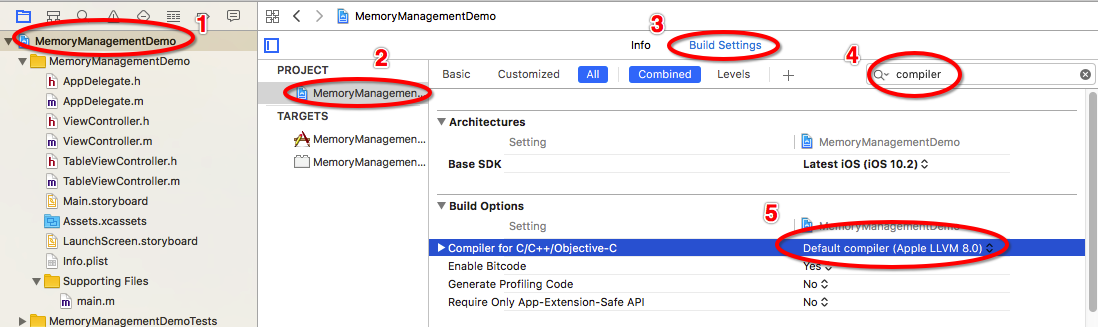 MemoryManagementDemo
1
3
MemoryManagementDemo
Info
Build Settings
2
4
PROJECT
Basic
Customized
All
Combined
Levels
compiler
MemoryManagementDemo
AppDelegate.h
AppDelegate.m
ViewController.h
ViewController.m
TableViewController.h
TableViewController.m
Main.storyboard
Assets.xcassets
LaunchScreen.storyboard
Info.plist
Supporting Files
main.m
MemoryManagementDemoTests
MemoryManagemen...
TARGETS
MemoryManagemen...
MemoryManagemen...
Architectures
Setting MemoryManagementDemo
Base SDK Latest iOS (iOS 10.2)
Build Options
5
Setting MemoryManagementDemo
Compiler for C/C++/Objective-C Default compiler (Apple LLVM 8.0)
Enable Bitcode Yes
Generate Profiling Code No
Require Only App-Extension-Safe API No